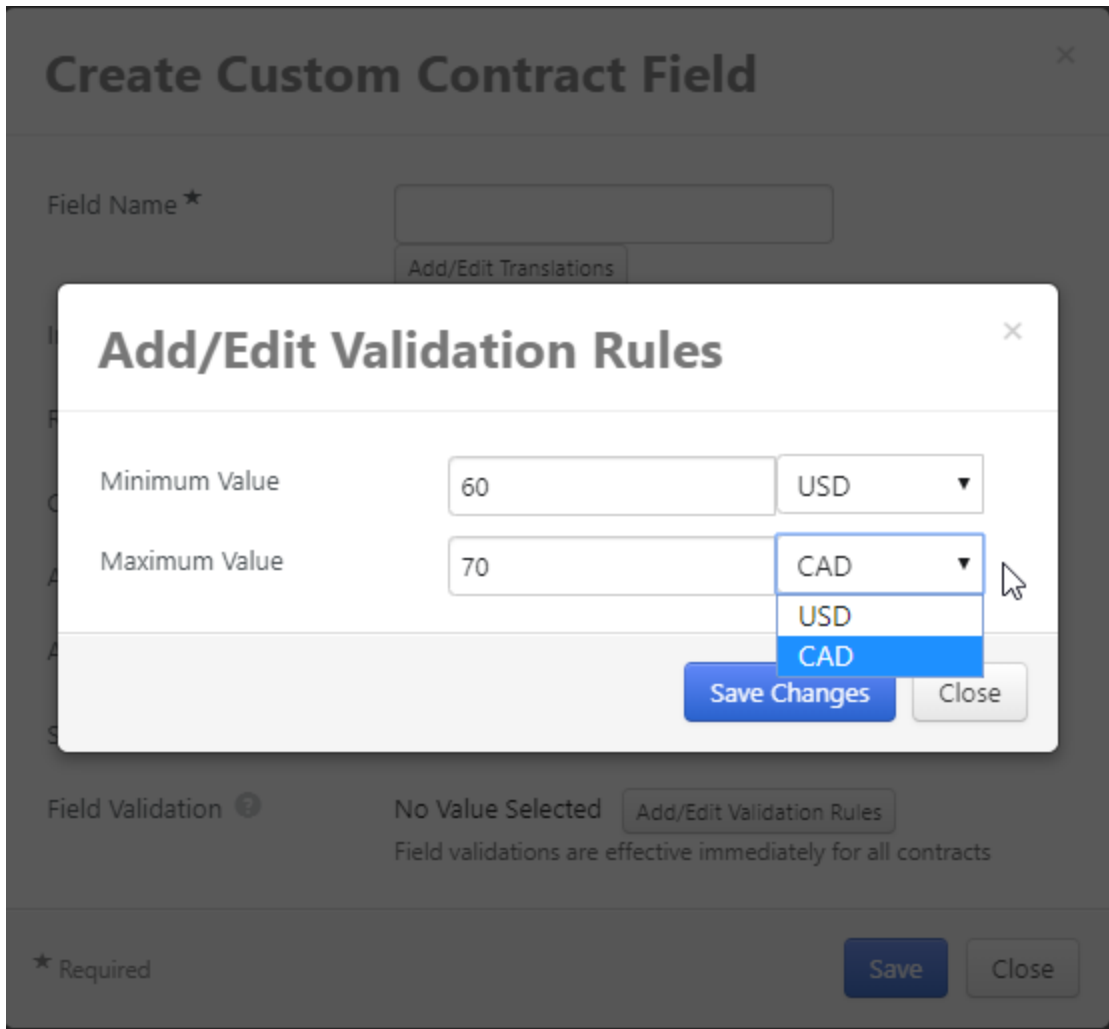 Create Custom Contract Field
×
Field Name ★
Add/Edit Translations
Add/Edit Validation Rules
×
Minimum Value 60 USD
Maximum Value 70 CAD
USD
CAD
Save Changes Close
Field Validation ? No Value Selected Add/Edit Validation Rules
Field validations are effective immediately for all contracts
★ Required Save Close